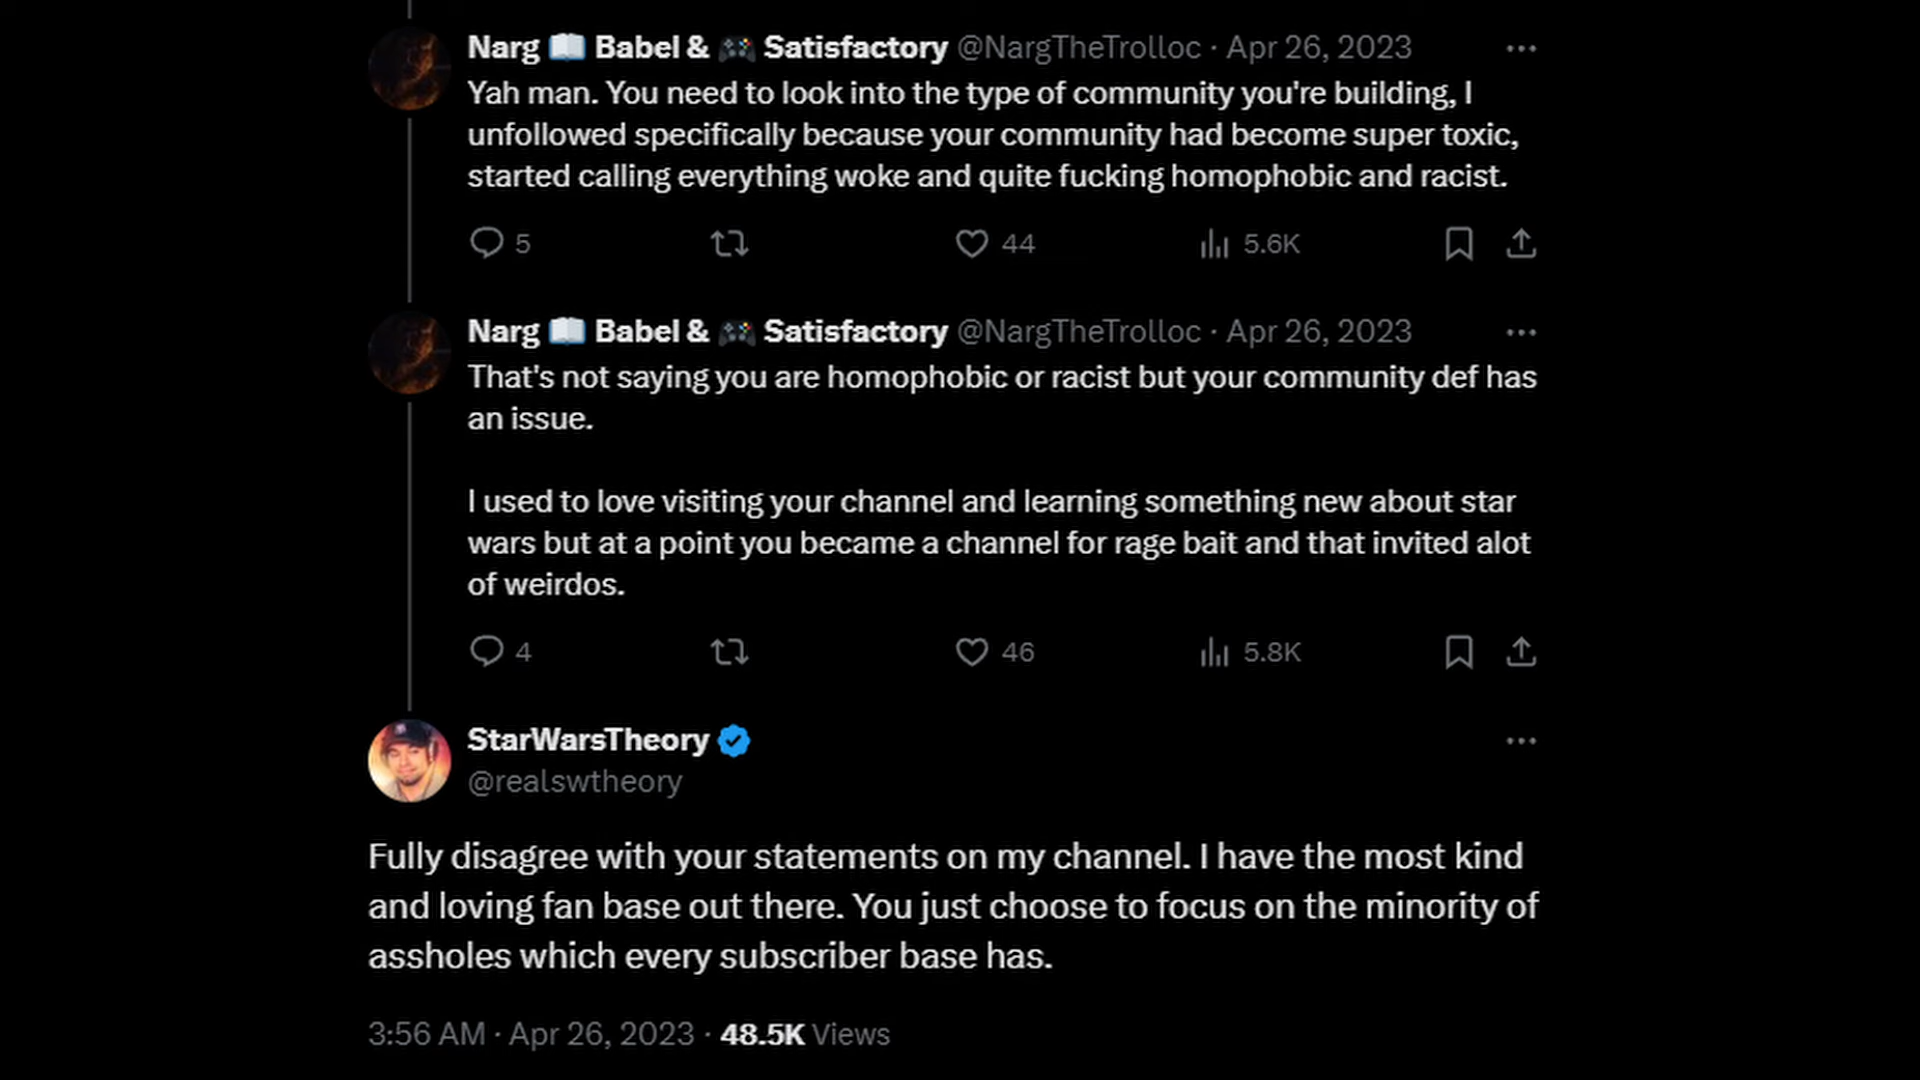 Narg 📖 Babel & 🎮 Satisfactory @NargTheTrolloc · Apr 26, 2023
Yah man. You need to look into the type of community you're building, I
unfollowed specifically because your community had become super toxic,
started calling everything woke and quite fucking homophobic and racist.
5 44 5.6K
Narg 📖 Babel & 🎮 Satisfactory @NargTheTrolloc · Apr 26, 2023
That's not saying you are homophobic or racist but your community def has
an issue.
I used to love visiting your channel and learning something new about star
wars but at a point you became a channel for rage bait and that invited alot
of weirdos.
4 46 5.8K
StarWarsTheory
@realswtheory
Fully disagree with your statements on my channel. I have the most kind
and loving fan base out there. You just choose to focus on the minority of
assholes which every subscriber base has.
3:56 AM · Apr 26, 2023 · 48.5K Views